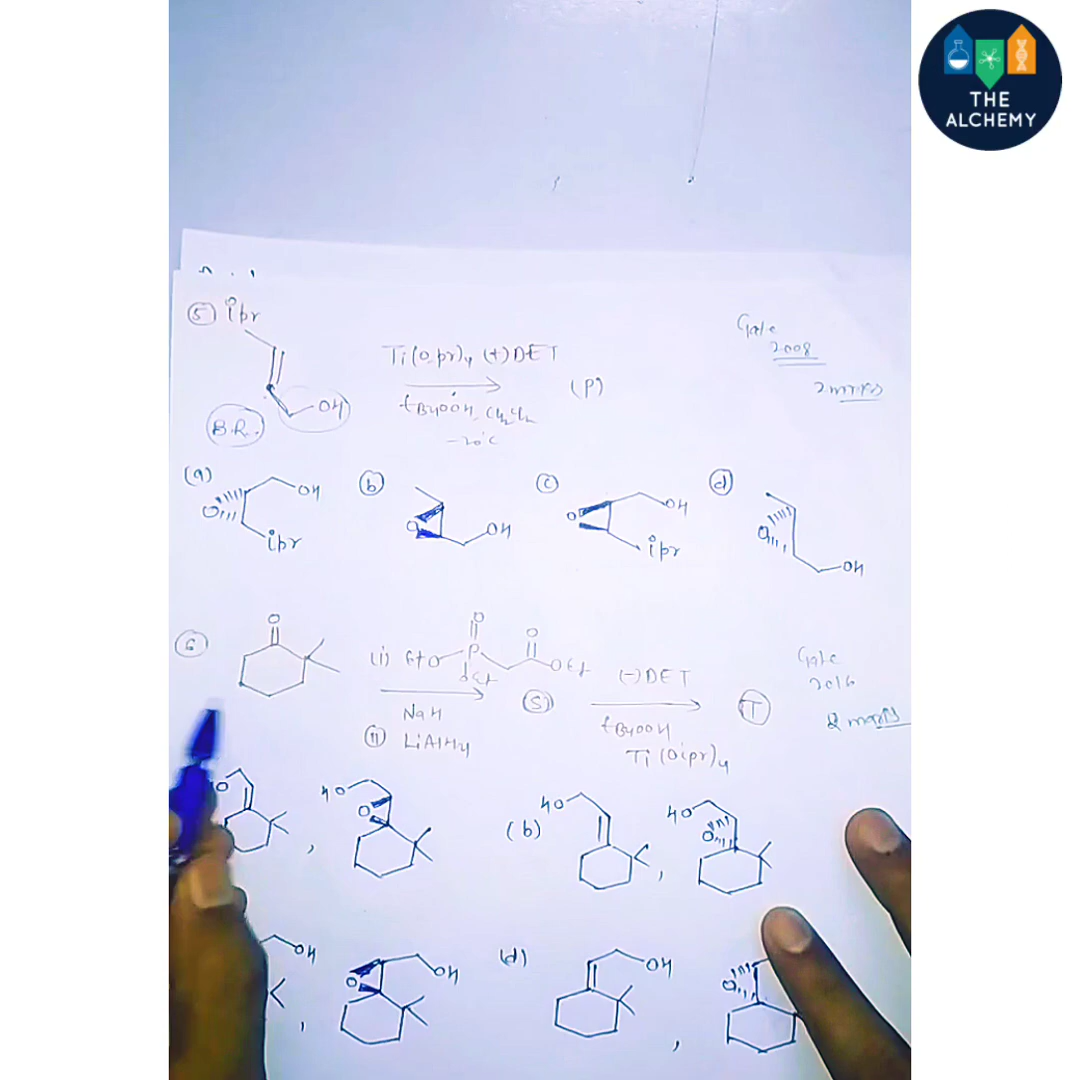 THE
ALCHEMY
(5) ipr
OH
B.R.
Ti(o pr)4 (+)DET
tBuOOH, CH2Cl2
-20°c
(P)
Gate
2008
2 marks
(a)
OH
O
ipr
(b)
O
OH
(c)
O
OH
ipr
(d)
O
OH
(6)
O
(i) EtO
O
P
OEt
O
OEt
NaH
(ii) LiAlH4
(S)
(-)DET
tBuOOH
Ti(Oipr)4
(T)
Gate
2016
2 marks
O
,
HO
O
(b)
HO
,
HO
O
OH
,
O
OH
(d)
OH
,
O